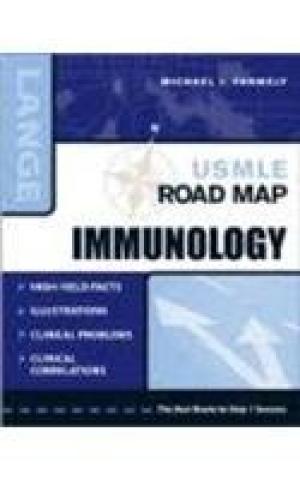 LANGE
MICHAEL J. PARMELY
USMLE
ROAD MAP
IMMUNOLOGY
HIGH-YIELD FACTS
ILLUSTRATIONS
CLINICAL PROBLEMS
CLINICAL CORRELATIONS
The Best Route to Step 1 Success